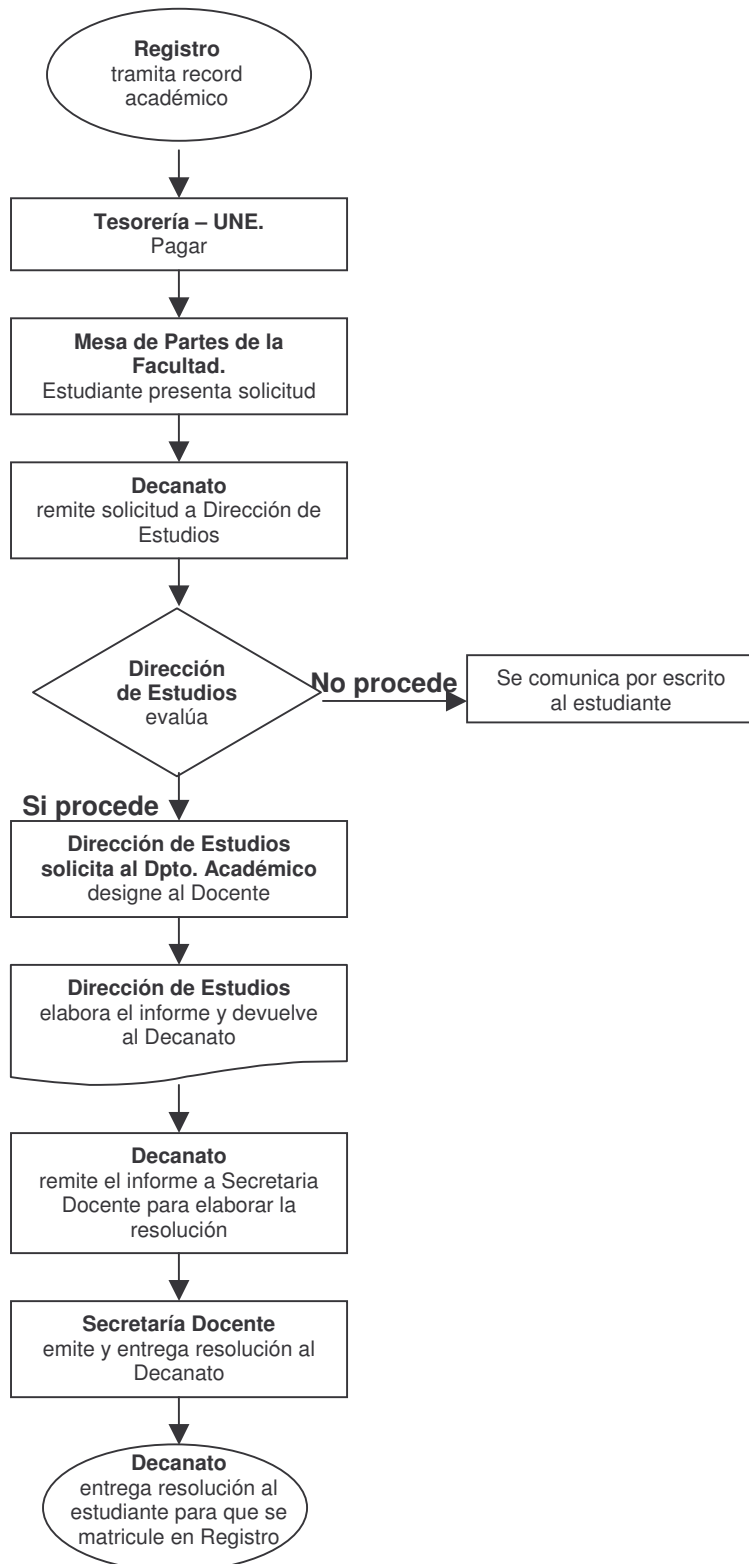 Registro
tramita record
académico
Tesorería – UNE.
Pagar
Mesa de Partes de la
Facultad.
Estudiante presenta solicitud
Decanato
remite solicitud a Dirección de
Estudios
Dirección
de Estudios
evalúa
No procede
Se comunica por escrito
al estudiante
Si procede
Dirección de Estudios
solicita al Dpto. Académico
designe al Docente
Dirección de Estudios
elabora el informe y devuelve
al Decanato
Decanato
remite el informe a Secretaria
Docente para elaborar la
resolución
Secretaría Docente
emite y entrega resolución al
Decanato
Decanato
entrega resolución al
estudiante para que se
matricule en Registro